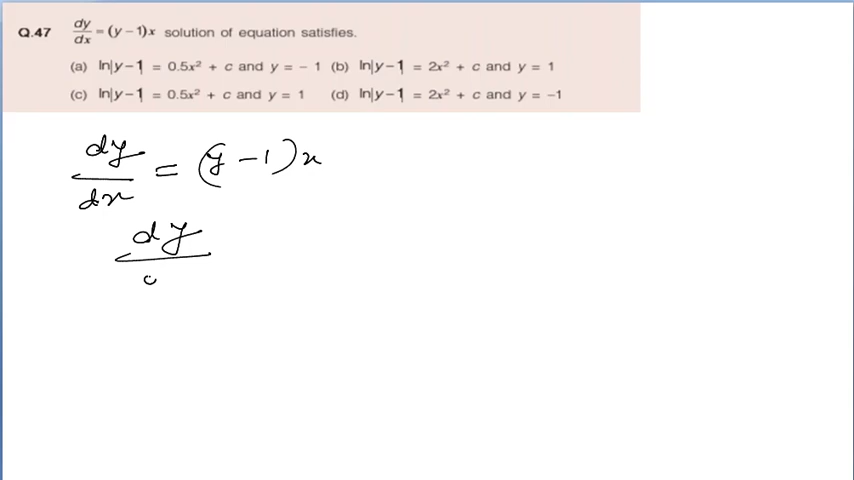 Q.47 dy/dx = (y – 1)x solution of equation satisfies.
(a) ln|y – 1| = 0.5x² + c and y = – 1 (b) ln|y – 1| = 2x² + c and y = 1
(c) ln|y – 1| = 0.5x² + c and y = 1 (d) ln|y – 1| = 2x² + c and y = –1
dy/dx = (y – 1)x
dy